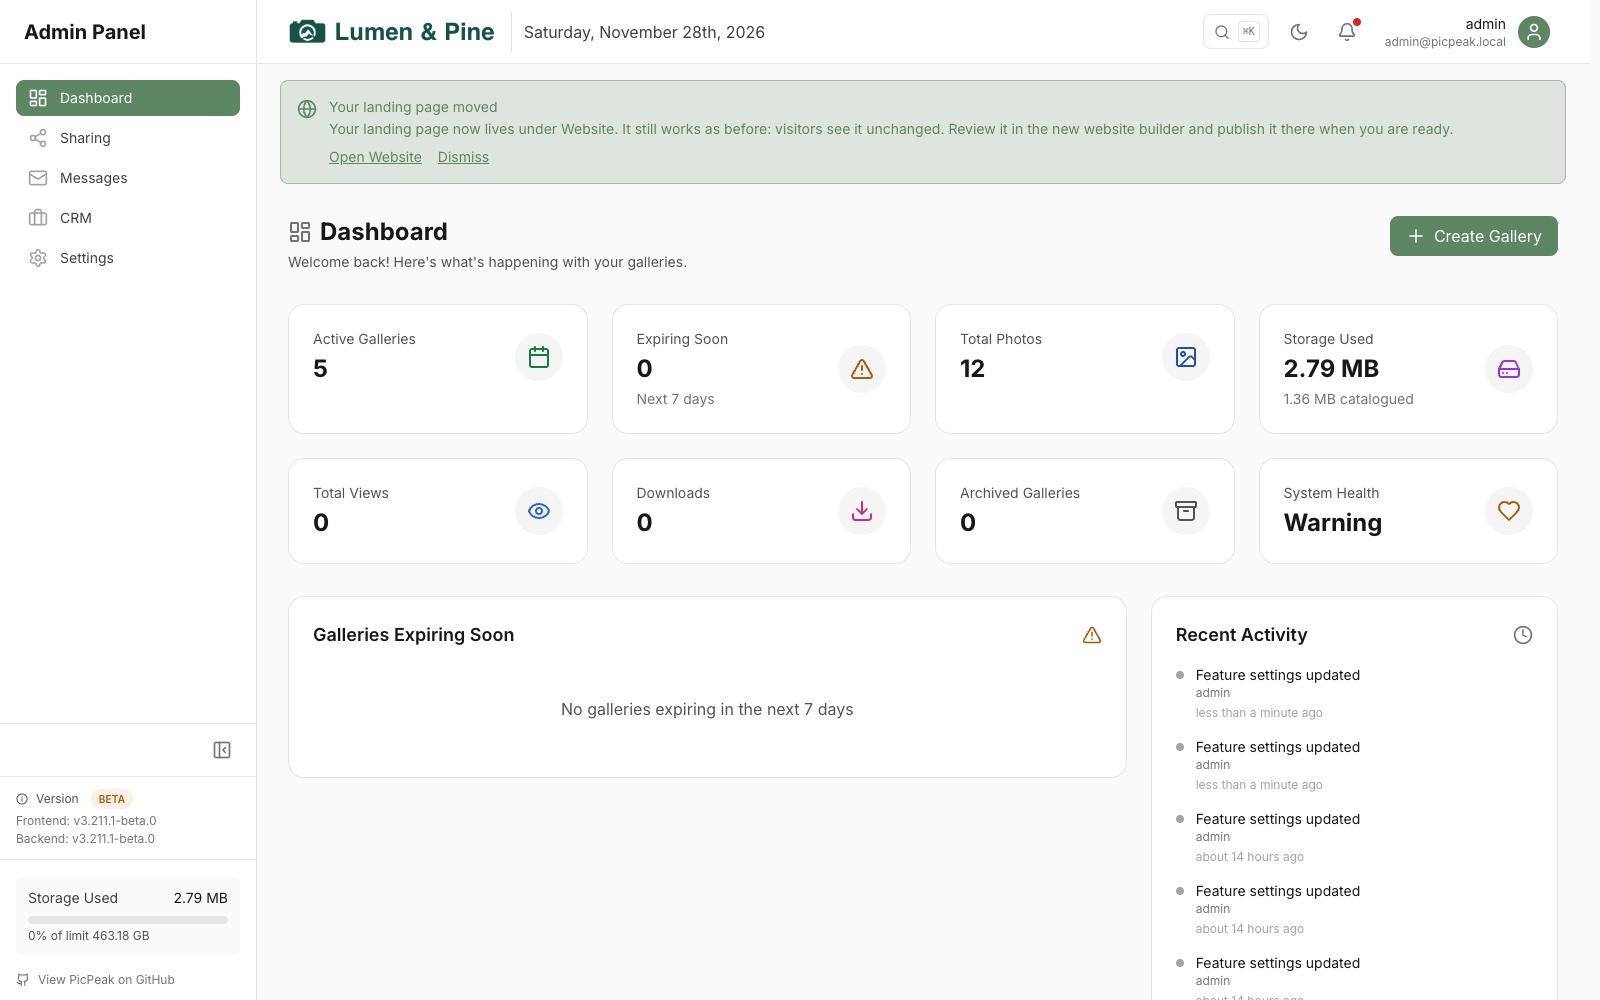 Admin Panel
Lumen & Pine
Saturday, November 28th, 2026
⌘K
admin
admin@picpeak.local
Dashboard
Sharing
Messages
CRM
Settings
Your landing page moved
Your landing page now lives under Website. It still works as before: visitors see it unchanged. Review it in the new website builder and publish it there when you are ready.
Open Website Dismiss
Dashboard
Welcome back! Here's what's happening with your galleries.
Create Gallery
Active Galleries
5
Expiring Soon
0
Next 7 days
Total Photos
12
Storage Used
2.79 MB
1.36 MB catalogued
Total Views
0
Downloads
0
Archived Galleries
0
System Health
Warning
Galleries Expiring Soon
No galleries expiring in the next 7 days
Recent Activity
Feature settings updated
admin
less than a minute ago
Feature settings updated
admin
less than a minute ago
Feature settings updated
admin
about 14 hours ago
Feature settings updated
admin
about 14 hours ago
Feature settings updated
admin
about 14 hours ago
Version BETA
Frontend: v3.211.1-beta.0
Backend: v3.211.1-beta.0
Storage Used 2.79 MB
0% of limit 463.18 GB
View PicPeak on GitHub